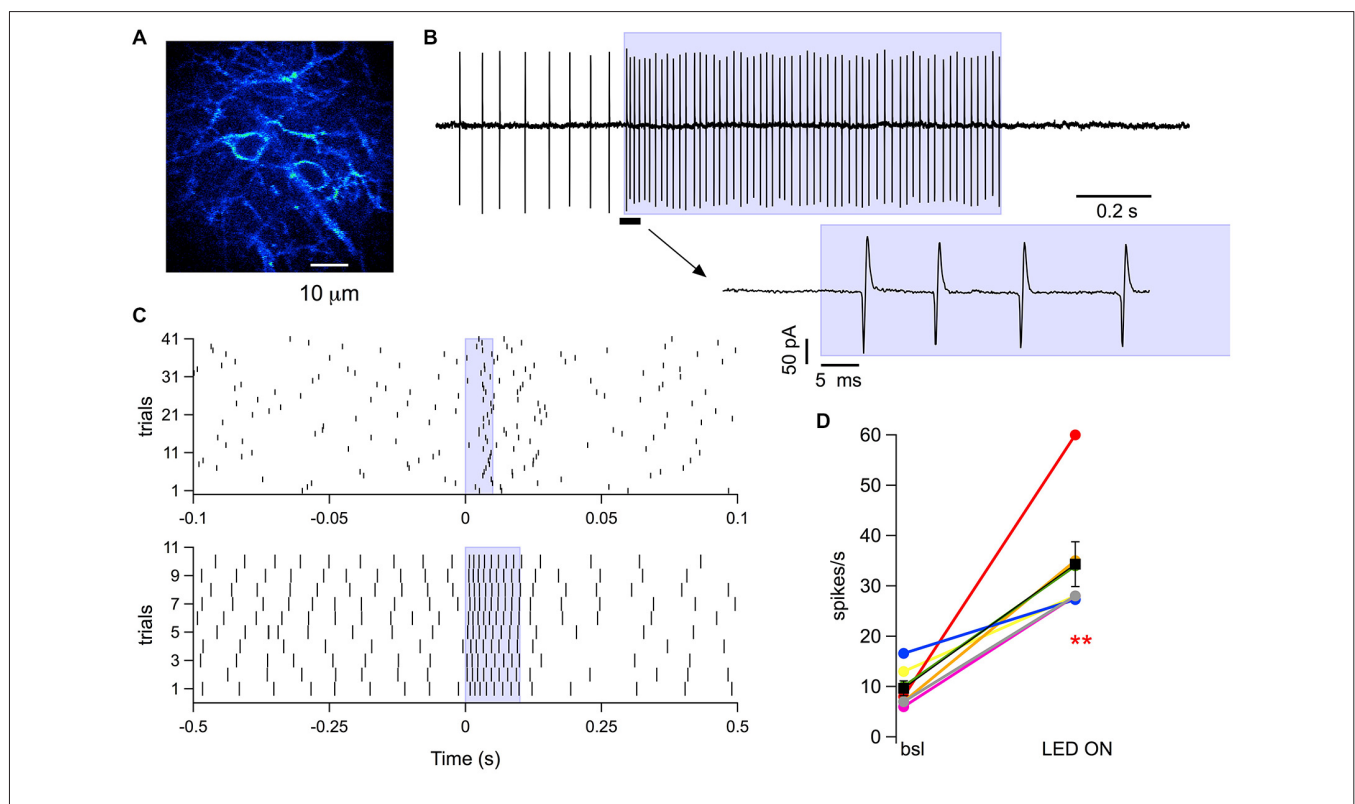 A
B
10 μm
0.2 s
50 pA
5 ms
C
trials
41
31
21
11
1
-0.1
-0.05
0
0.05
0.1
trials
11
9
7
5
3
1
-0.5
-0.25
0
0.25
0.5
Time (s)
D
spikes/s
60
50
40
30
20
10
0
**
bsl
LED ON